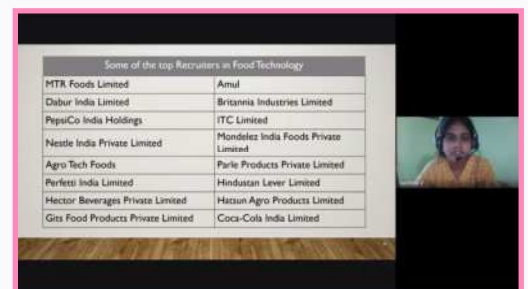 Some of the top Recruiters in Food Technology
MTR Foods Limited Amul
Dabur India Limited Britannia Industries Limited
PepsiCo India Holdings ITC Limited
Nestle India Private Limited Mondelez India Foods Private
Limited
Agro Tech Foods Parle Products Private Limited
Perfetti India Limited Hindustan Lever Limited
Hector Beverages Private Limited Hatsun Agro Products Limited
Gits Food Products Private Limited Coca-Cola India Limited